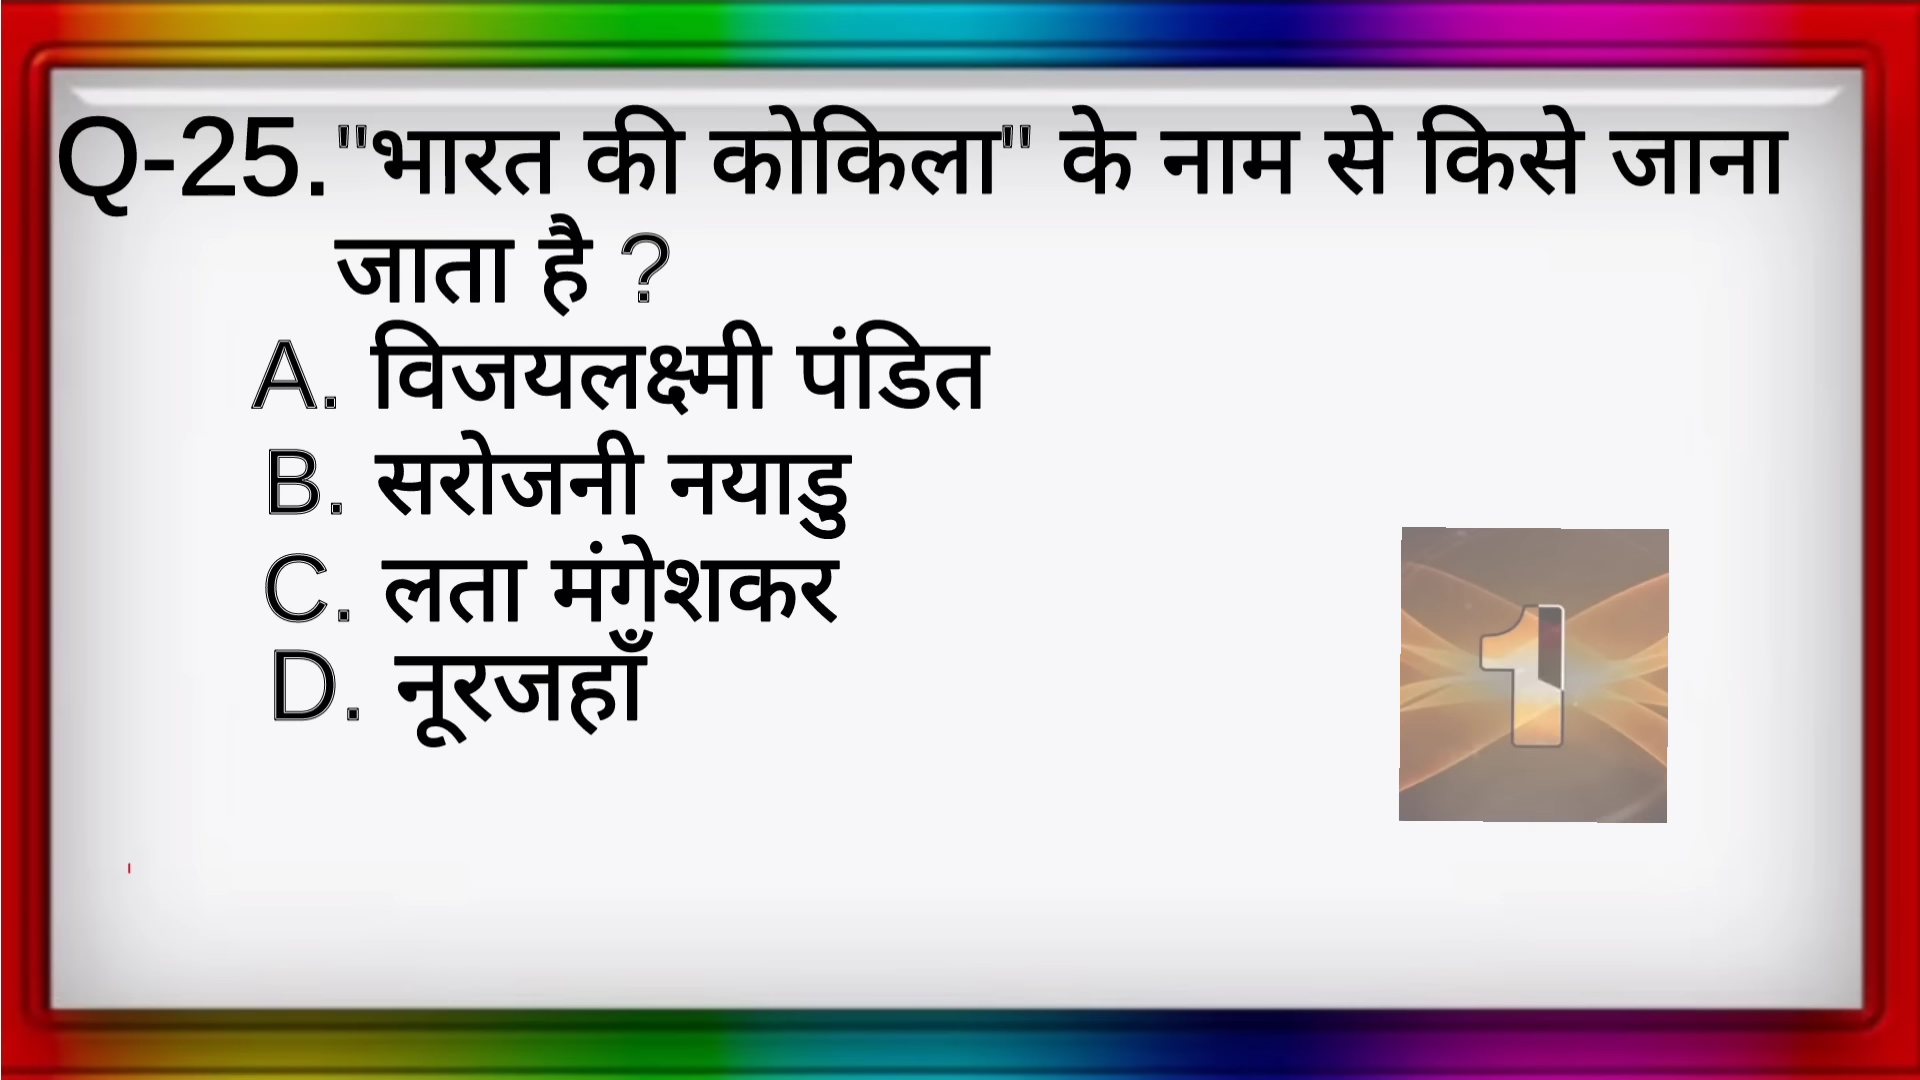 Q-25. "भारत की कोकिला" के नाम से किसे जाना
जाता है ?
A. विजयलक्ष्मी पंडित
B. सरोजनी नयाडु
C. लता मंगेशकर
D. नूरजहाँ
1